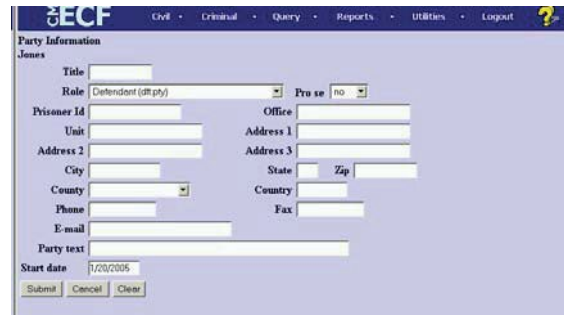 CM ECF Civil Criminal Query Reports Utilities Logout ?
Party Information
Jones
Title
Role Defendant (dft:pty) Pro se no
Prisoner Id Office
Unit Address 1
Address 2 Address 3
City State Zip
County Country
Phone Fax
E-mail
Party text
Start date 1/20/2005
Submit Cancel Clear